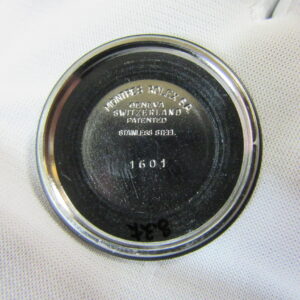 MONTRES ROLEX S.A.
GENEVA
SWITZERLAND
PATENTED
STAINLESS STEEL
1601